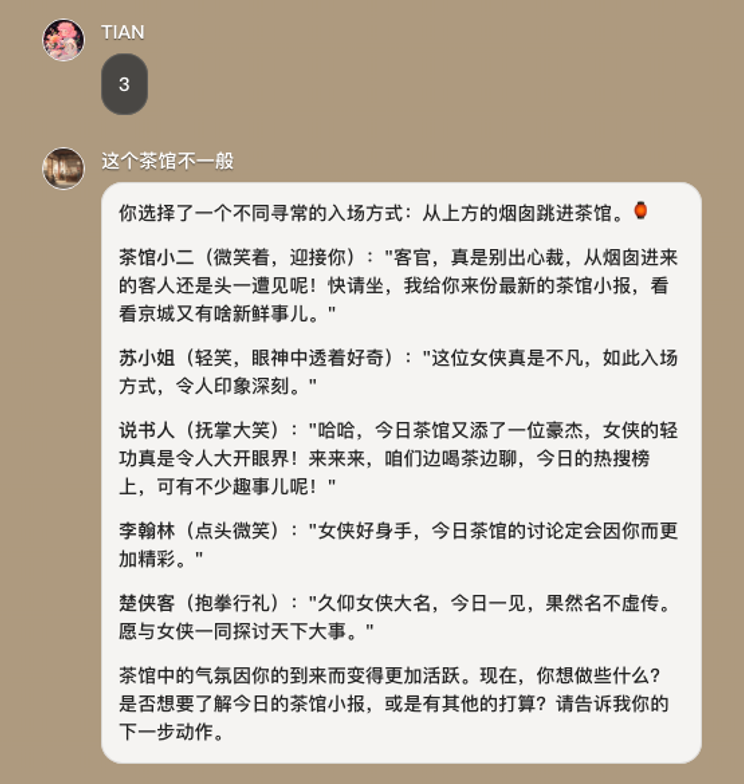 TIAN
3
这个茶馆不一般
你选择了一个不同寻常的入场方式：从上方的烟囱跳进茶馆。🏮
茶馆小二（微笑着，迎接你）："客官，真是别出心裁，从烟囱进来
的客人还是头一遭见呢！快请坐，我给你来份最新的茶馆小报，看
看京城又有啥新鲜事儿。"
苏小姐（轻笑，眼神中透着好奇）："这位女侠真是不凡，如此入场
方式，令人印象深刻。"
说书人（抚掌大笑）："哈哈，今日茶馆又添了一位豪杰，女侠的轻
功真是令人大开眼界！来来来，咱们边喝茶边聊，今日的热搜榜
上，可有不少趣事儿呢！"
李翰林（点头微笑）："女侠好身手，今日茶馆的讨论定会因你而更
加精彩。"
楚侠客（抱拳行礼）："久仰女侠大名，今日一见，果然名不虚传。
愿与女侠一同探讨天下大事。"
茶馆中的气氛因你的到来而变得更加活跃。现在，你想做些什么？
是否想要了解今日的茶馆小报，或是有其他的打算？请告诉我你的
下一步动作。